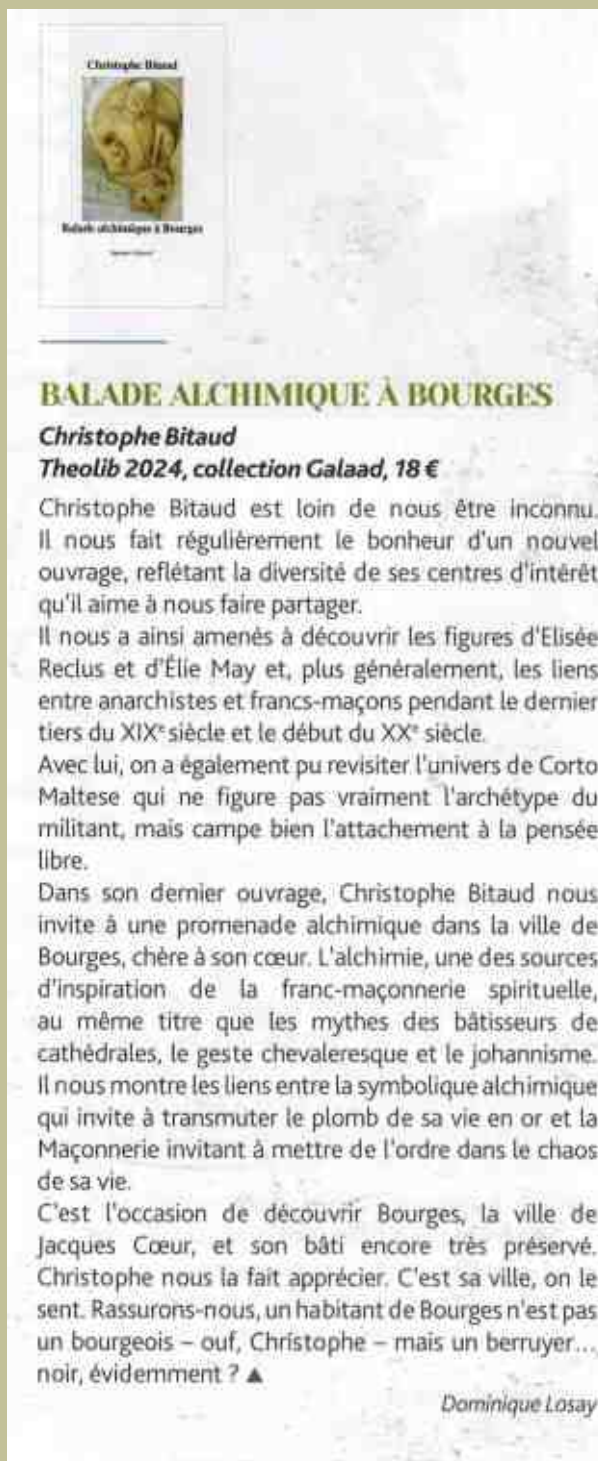 Christophe Bitaud
Balade alchimique à Bourges
BALADE ALCHIMIQUE À BOURGES
Christophe Bitaud
Theolib 2024, collection Galaad, 18 €
Christophe Bitaud est loin de nous être inconnu.
Il nous fait régulièrement le bonheur d'un nouvel
ouvrage, reflétant la diversité de ses centres d'intérêt
qu'il aime à nous faire partager.
Il nous a ainsi amenés à découvrir les figures d'Elisée
Reclus et d'Élie May et, plus généralement, les liens
entre anarchistes et francs-maçons pendant le dernier
tiers du XIXe siècle et le début du XXe siècle.
Avec lui, on a également pu revisiter l'univers de Corto
Maltese qui ne figure pas vraiment l'archétype du
militant, mais campe bien l'attachement à la pensée
libre.
Dans son dernier ouvrage, Christophe Bitaud nous
invite à une promenade alchimique dans la ville de
Bourges, chère à son cœur. L'alchimie, une des sources
d'inspiration de la franc-maçonnerie spirituelle,
au même titre que les mythes des bâtisseurs de
cathédrales, le geste chevaleresque et le johannisme.
Il nous montre les liens entre la symbolique alchimique
qui invite à transmuter le plomb de sa vie en or et la
Maçonnerie invitant à mettre de l'ordre dans le chaos
de sa vie.
C'est l'occasion de découvrir Bourges, la ville de
Jacques Cœur, et son bâti encore très préservé.
Christophe nous la fait apprécier. C'est sa ville, on le
sent. Rassurons-nous, un habitant de Bourges n'est pas
un bourgeois – ouf, Christophe – mais un berruyer…
noir, évidemment ? ▲
Dominique Losay